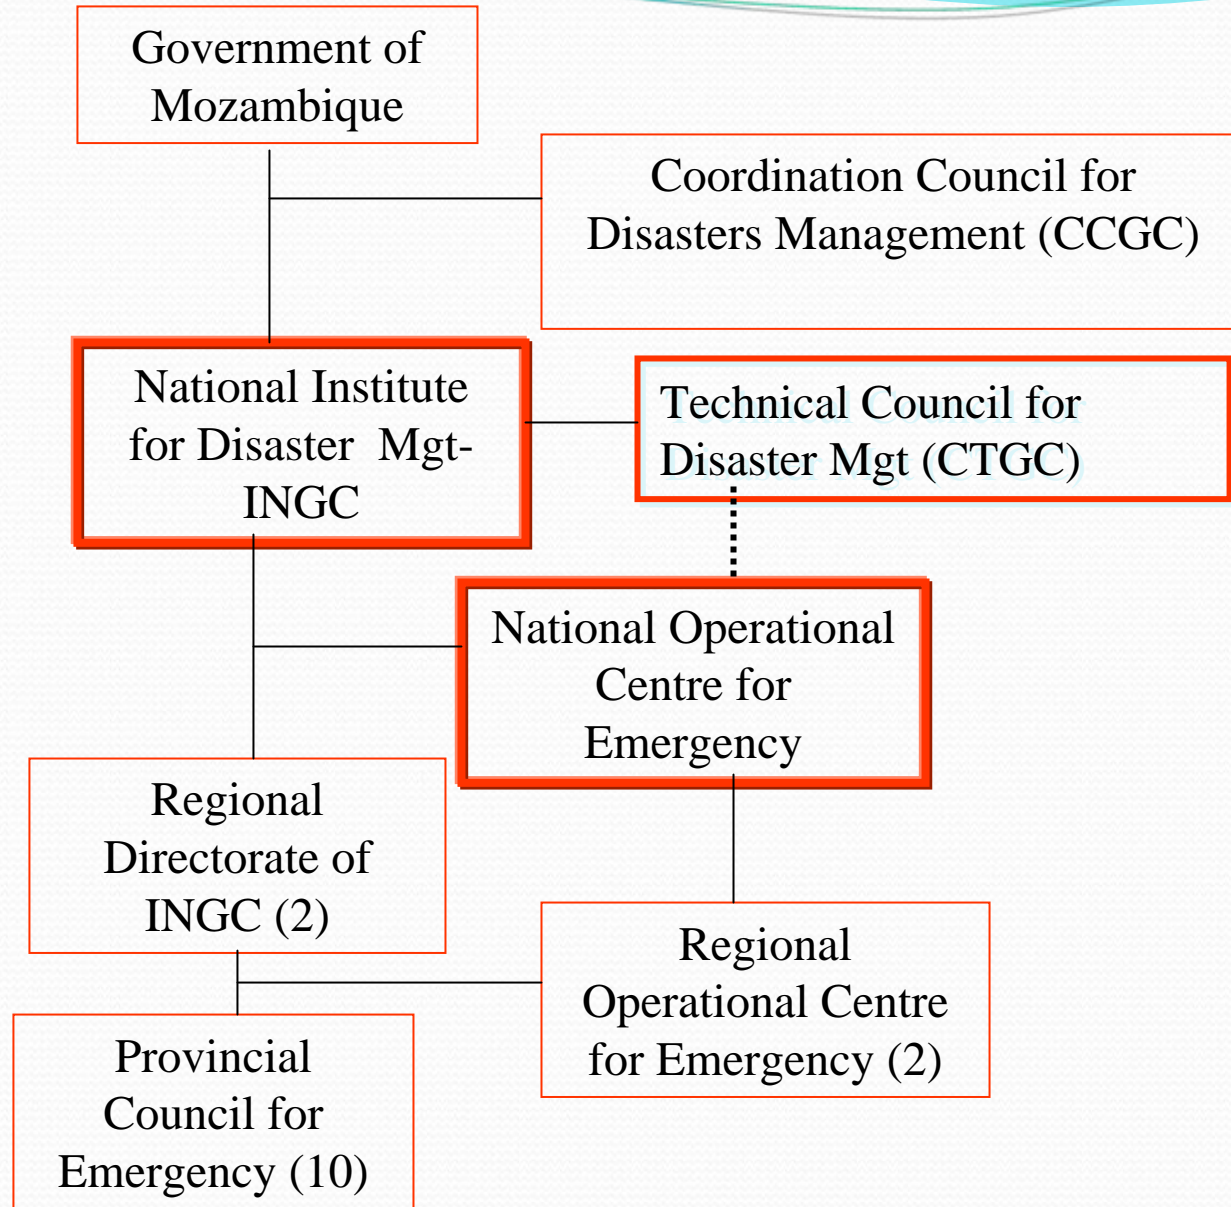 Government of
Mozambique
Coordination Council for
Disasters Management (CCGC)
National Institute
for Disaster  Mgt-
INGC
Technical Council for
Disaster Mgt (CTGC)
National Operational
Centre for
Emergency
Regional
Directorate of
INGC (2)
Regional
Operational Centre
for Emergency (2)
Provincial
Council for
Emergency (10)